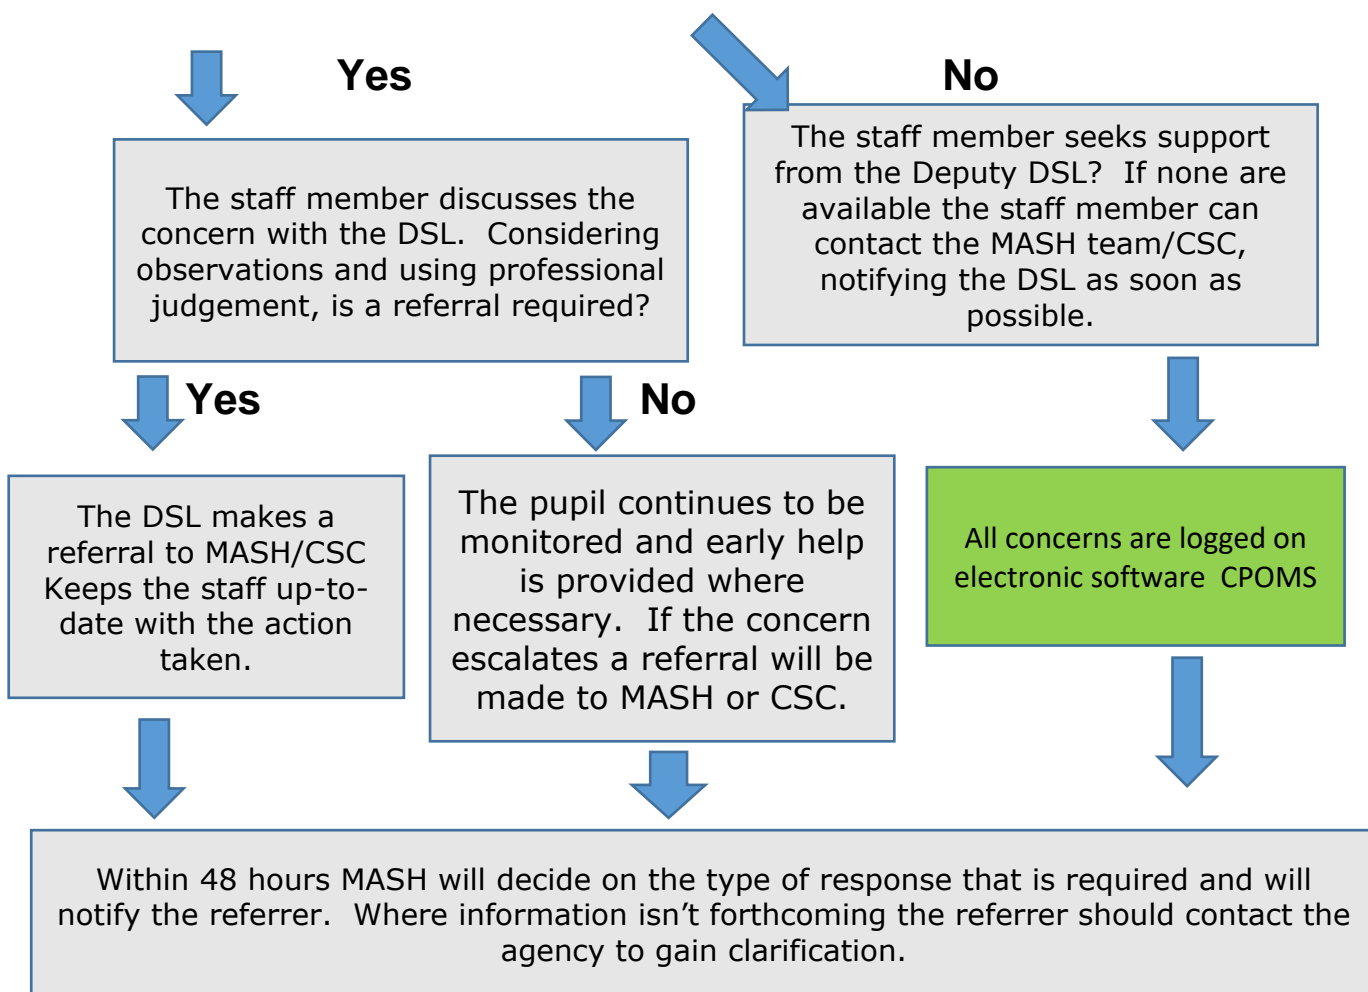 Yes
No
The staff member discusses the
concern with the DSL.  Considering
observations and using professional
judgement, is a referral required?
The staff member seeks support
from the Deputy DSL?  If none are
available the staff member can
contact the MASH team/CSC,
notifying the DSL as soon as
possible.
Yes
No
The DSL makes a
referral to MASH/CSC
Keeps the staff up-to-
date with the action
taken.
The pupil continues to be
monitored and early help
is provided where
necessary.  If the concern
escalates a referral will be
made to MASH or CSC.
All concerns are logged on
electronic software  CPOMS
Within 48 hours MASH will decide on the type of response that is required and will
notify the referrer.  Where information isn’t forthcoming the referrer should contact the
agency to gain clarification.